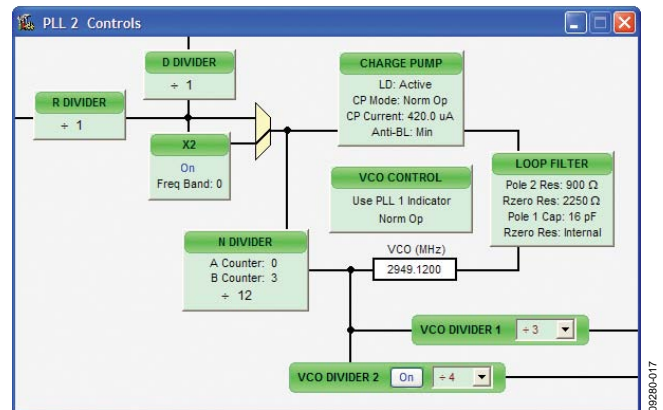 PLL 2 Controls
D DIVIDER
÷ 1
R DIVIDER
÷ 1
X2
On
Freq Band: 0
CHARGE PUMP
LD: Active
CP Mode: Norm Op
CP Current: 420.0 uA
Anti-BL: Min
VCO CONTROL
Use PLL 1 Indicator
Norm Op
LOOP FILTER
Pole 2 Res: 900 Ω
Rzero Res: 2250 Ω
Pole 1 Cap: 16 pF
Rzero Res: Internal
N DIVIDER
A Counter: 0
B Counter: 3
÷ 12
VCO (MHz)
2949.1200
VCO DIVIDER 1 ÷ 3
VCO DIVIDER 2 On ÷ 4
09280-017